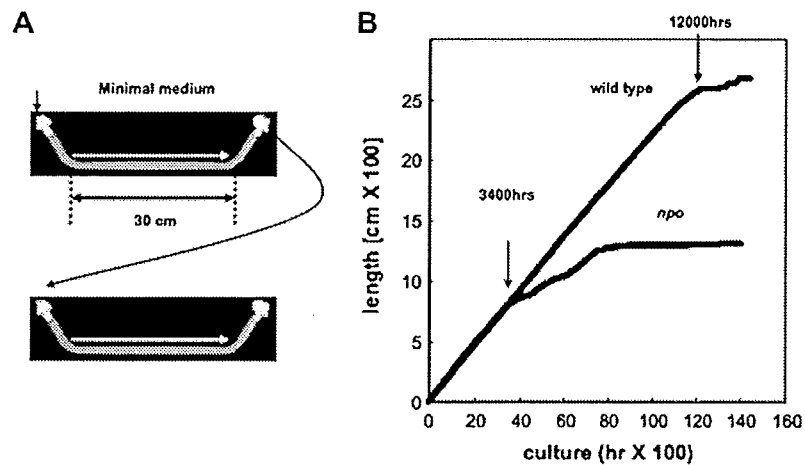 A
Minimal medium
30 cm
B
12000hrs
wild type
3400hrs
npo
length [cm X 100]
25
20
15
10
5
0
0 20 40 60 80 100 120 140 160
culture (hr X 100)